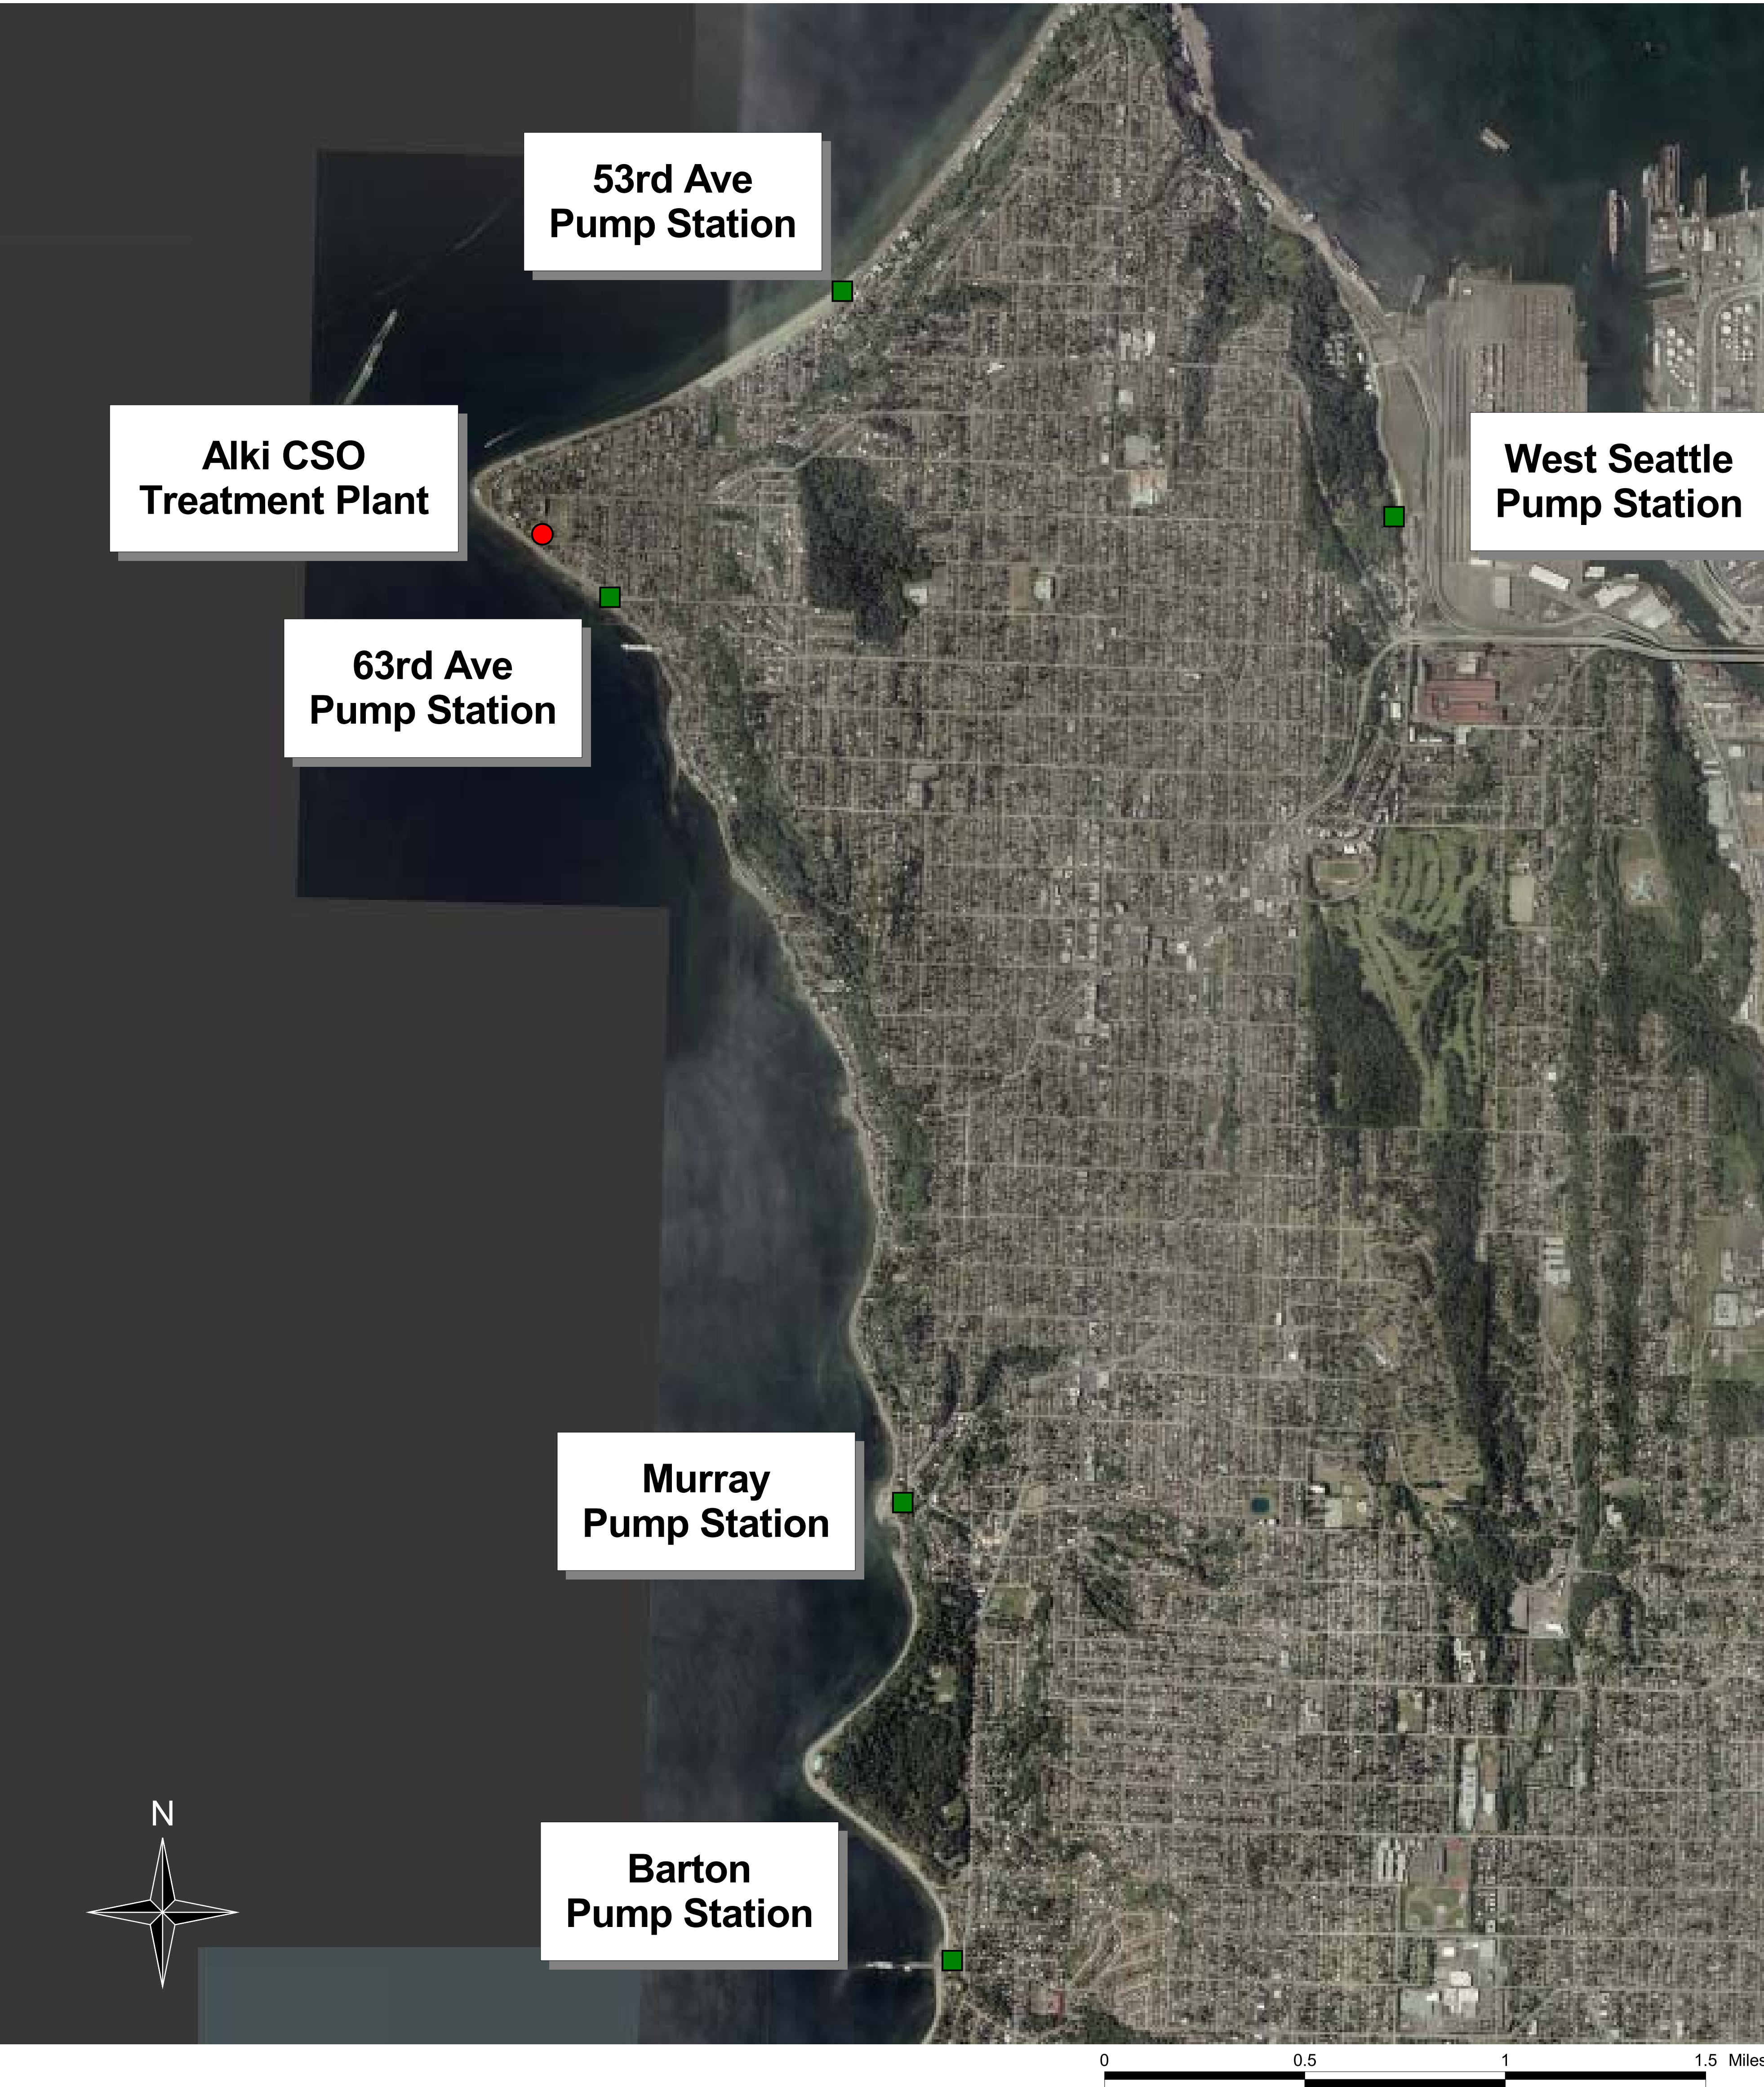 53rd Ave
Pump Station
Alki CSO
Treatment Plant
West Seattle
Pump Station
63rd Ave
Pump Station
Murray
Pump Station
N
Barton
Pump Station
0 0.5 1 1.5 Miles